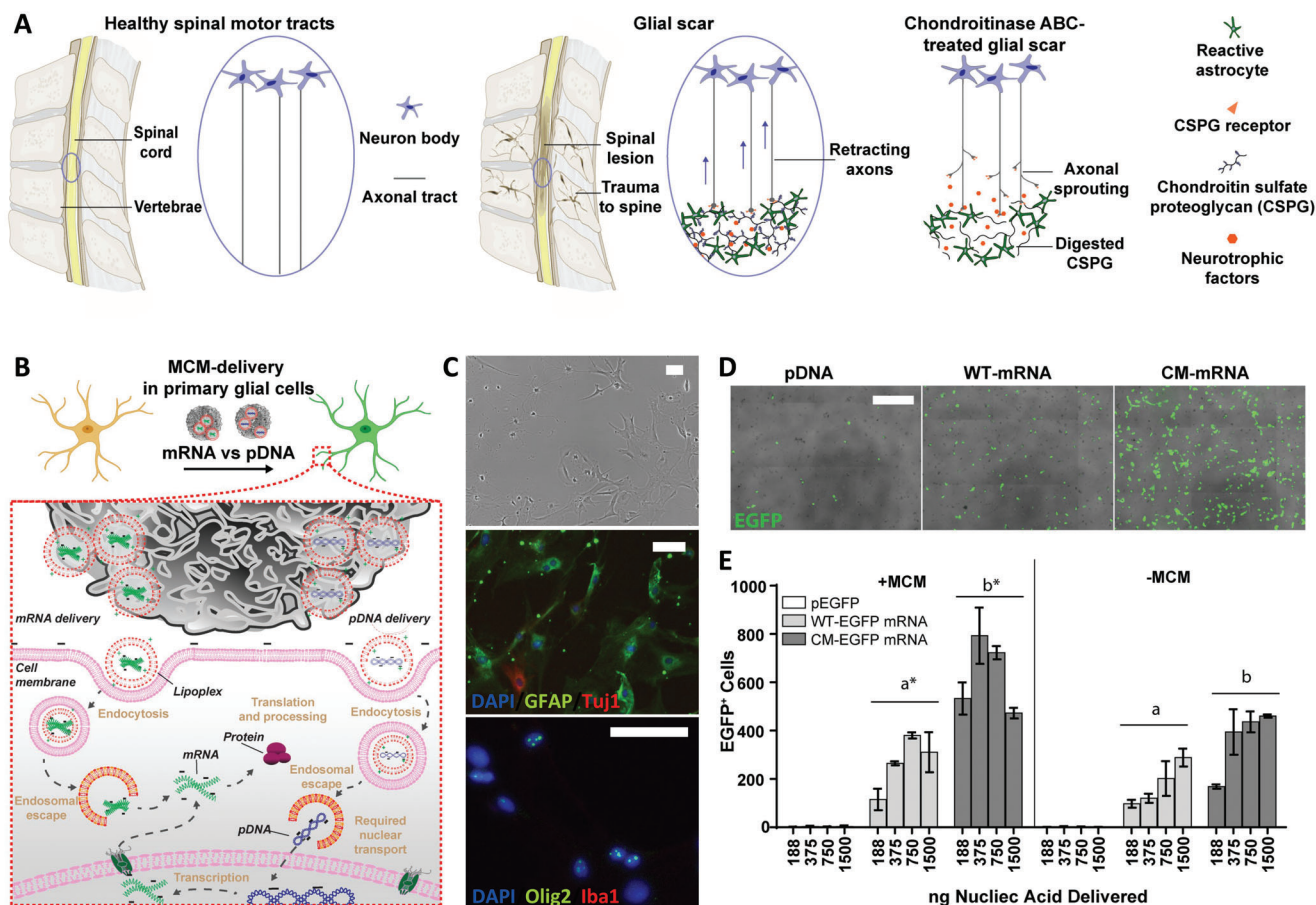 A
Healthy spinal motor tracts
Spinal
cord
Vertebrae
Neuron body
Axonal tract
Glial scar
Spinal
lesion
Trauma
to spine
Retracting
axons
Chondroitinase ABC-
treated glial scar
Axonal
sprouting
Digested
CSPG
Reactive
astrocyte
CSPG receptor
Chondroitin sulfate
proteoglycan (CSPG)
Neurotrophic
factors
B
MCM-delivery
in primary glial cells
mRNA vs pDNA
mRNA delivery
pDNA delivery
Cell
membrane
Lipoplex
Endocytosis
Translation
and processing
Endocytosis
mRNA
Protein
Endosomal
escape
Endosomal
escape
pDNA
Required
nuclear
transport
Transcription
C
DAPI/GFAP/Tuj1
DAPI Olig2 Iba1
D
pDNA
WT-mRNA
CM-mRNA
EGFP
E
+MCM
-MCM
pEGFP
WT-EGFP mRNA
CM-EGFP mRNA
a*
b*
a
b
EGFP+ Cells
1000
800
600
400
200
0
188 375 750 1500 188 375 750 1500 188 375 750 1500 188 375 750 1500 188 375 750 1500 188 375 750 1500
ng Nucliec Acid Delivered